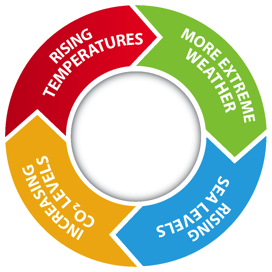 RISING
TEMPERATURES
MORE EXTREME
WEATHER
RISING
SEA LEVELS
INCREASING
CO₂ LEVELS